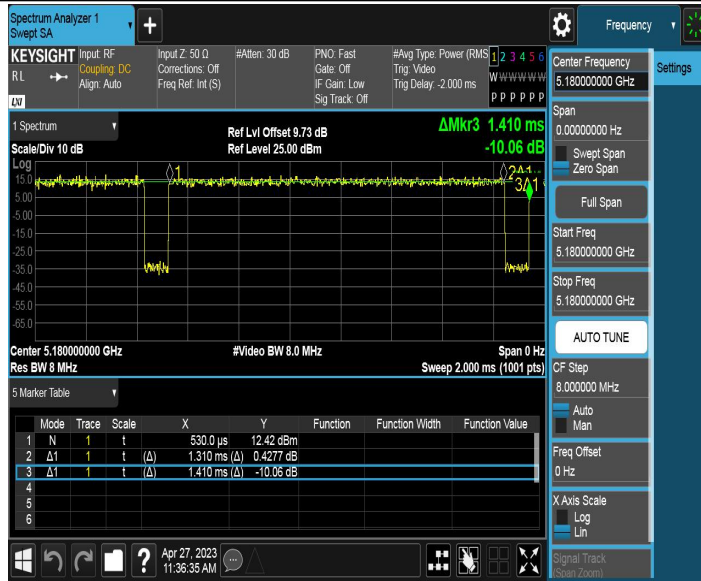 Spectrum Analyzer 1
Swept SA
Frequency
KEYSIGHT
RL
LXI
Input: RF
Coupling: DC
Align: Auto
Input Z: 50 Ω
Corrections: Off
Freq Ref: Int (S)
#Atten: 30 dB
PNO: Fast
Gate: Off
IF Gain: Low
Sig Track: Off
#Avg Type: Power (RMS
Trig: Video
Trig Delay: -2.000 ms
1 2 3 4 5 6
W W W W W W
P P P P P P
1 Spectrum
Scale/Div 10 dB
Ref Lvl Offset 9.73 dB
Ref Level 25.00 dBm
ΔMkr3 1.410 ms
-10.06 dB
Log
15.0
5.00
-5.00
-15.0
-25.0
-35.0
-45.0
-55.0
-65.0
1
2Δ1
3Δ1
Center 5.180000000 GHz
#Video BW 8.0 MHz
Span 0 Hz
Res BW 8 MHz
Sweep 2.000 ms (1001 pts)
5 Marker Table
Mode Trace Scale X Y Function Function Width Function Value
1 N 1 t 530.0 µs 12.42 dBm
2 Δ1 1 t (Δ) 1.310 ms (Δ) 0.4277 dB
3 Δ1 1 t (Δ) 1.410 ms (Δ) -10.06 dB
4
5
6
Apr 27, 2023
11:36:35 AM
Center Frequency
5.180000000 GHz
Settings
Span
0.00000000 Hz
Swept Span
Zero Span
Full Span
Start Freq
5.180000000 GHz
Stop Freq
5.180000000 GHz
AUTO TUNE
CF Step
8.000000 MHz
Auto
Man
Freq Offset
0 Hz
X Axis Scale
Log
Lin
Signal Track
(Span Zoom)